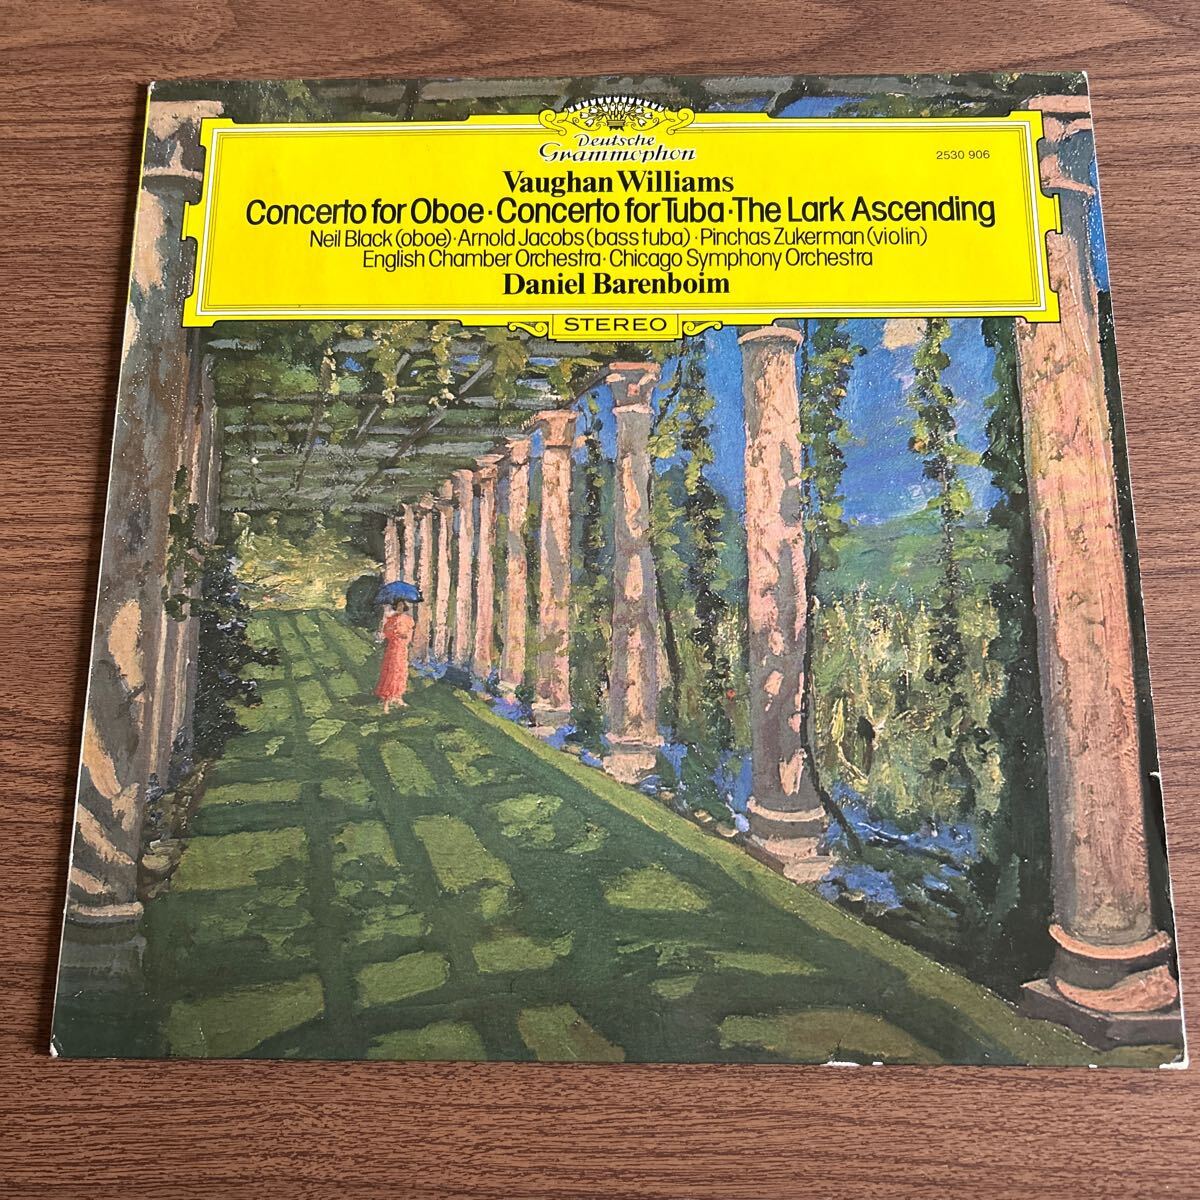 Deutsche
Grammophon
2530 906
Vaughan Williams
Concerto for Oboe · Concerto for Tuba · The Lark Ascending
Neil Black (oboe) · Arnold Jacobs (bass tuba) · Pinchas Zukerman (violin)
English Chamber Orchestra · Chicago Symphony Orchestra
Daniel Barenboim
STEREO